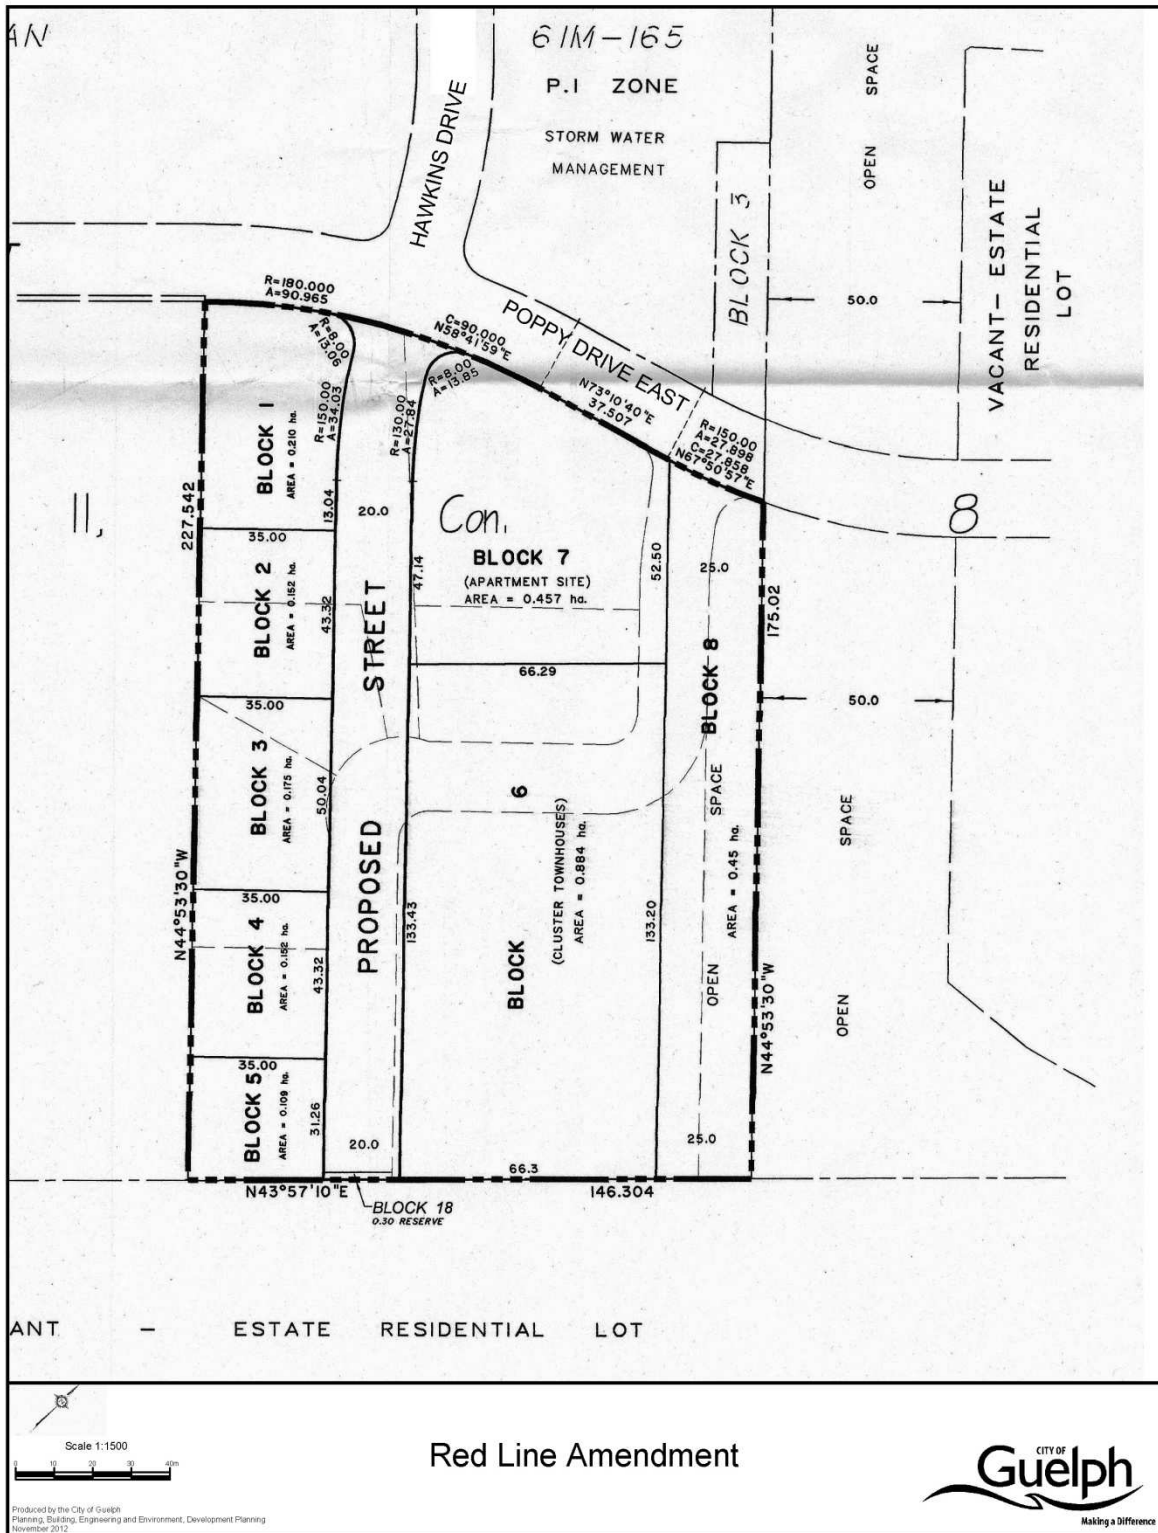 AN
61M-165
P.I ZONE
STORM WATER
MANAGEMENT
OPEN SPACE
HAWKINS DRIVE
BLOCK 3
VACANT- ESTATE
RESIDENTIAL
LOT
50.0
R=180.000
A=90.965
C=90.000
N58°41'59"E
POPPY DRIVE EAST
R=8.00
A=13.06
R=8.00
A=13.85
N73°10'40"E
37.507
R=150.00
A=27.898
C=27.858
N67°50'57"E
R=150.00
A=34.03
R=130.00
A=27.84
BLOCK 1
AREA = 0.210 ha.
11,
227.542
13.04
20.0
Con.
8
35.00
BLOCK 7
(APARTMENT SITE)
AREA = 0.457 ha.
47.14
52.50
25.0
175.02
BLOCK 2
AREA = 0.152 ha.
43.32
66.29
35.00
50.0
PROPOSED STREET
BLOCK 8
OPEN SPACE
AREA = 0.45 ha.
BLOCK 3
AREA = 0.175 ha.
50.04
BLOCK 6
(CLUSTER TOWNHOUSES)
AREA = 0.884 ha.
OPEN SPACE
N44°53'30"W
35.00
133.43
133.20
BLOCK 4
AREA = 0.152 ha.
43.32
N44°53'30"W
35.00
BLOCK 5
AREA = 0.109 ha.
31.26
20.0
25.0
66.3
N43°57'10"E
146.304
BLOCK 18
0.30 RESERVE
ANT - ESTATE RESIDENTIAL LOT
Scale 1:1500
0 10 20 30 40m
Red Line Amendment
CITY OF
Guelph
Making a Difference
Produced by the City of Guelph
Planning, Building, Engineering and Environment, Development Planning
November 2012